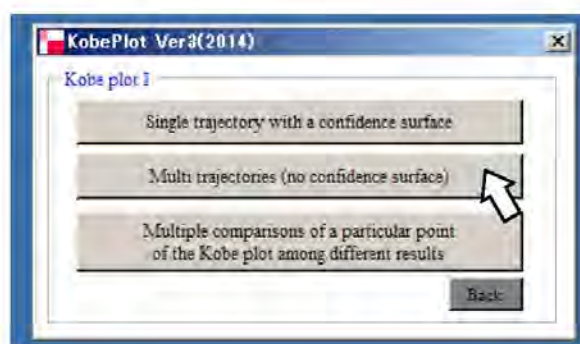 KobePlot Ver3(2014)
Kobe plot I
Single trajectory with a confidence surface
Multi trajectories (no confidence surface)
Multiple comparisons of a particular point
of the Kobe plot among different results
Back